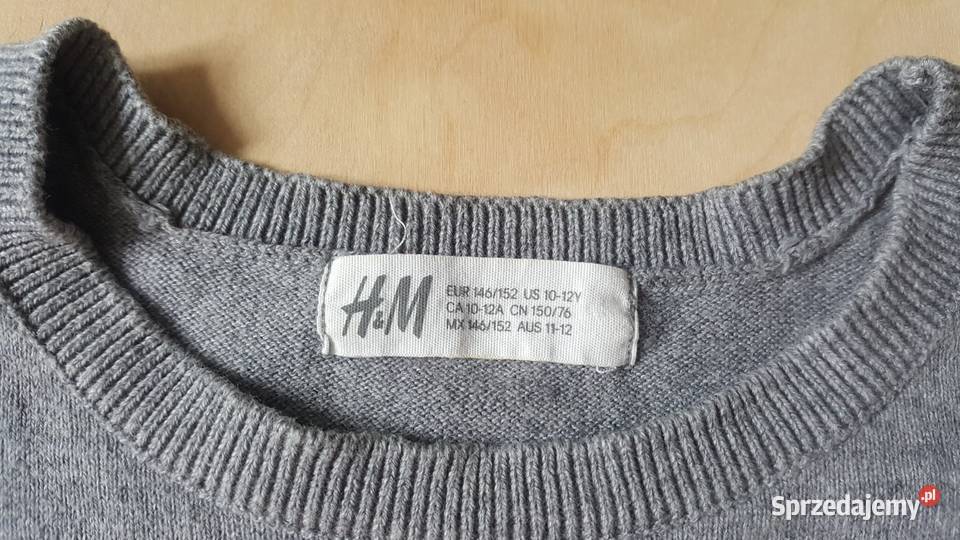 H&M
EUR 146/152 US 10-12Y
CA 10-12A CN 150/76
MX 146/152 AUS 11-12
Sprzedajemy.pl